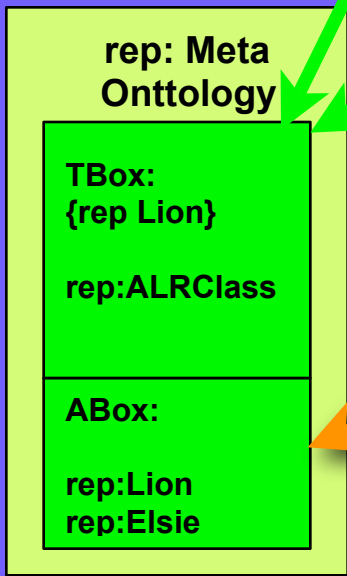 rep: Meta
Onttology
TBox:
{rep Lion}
rep:ALRClass
ABox:
rep:Lion
rep:Elsie